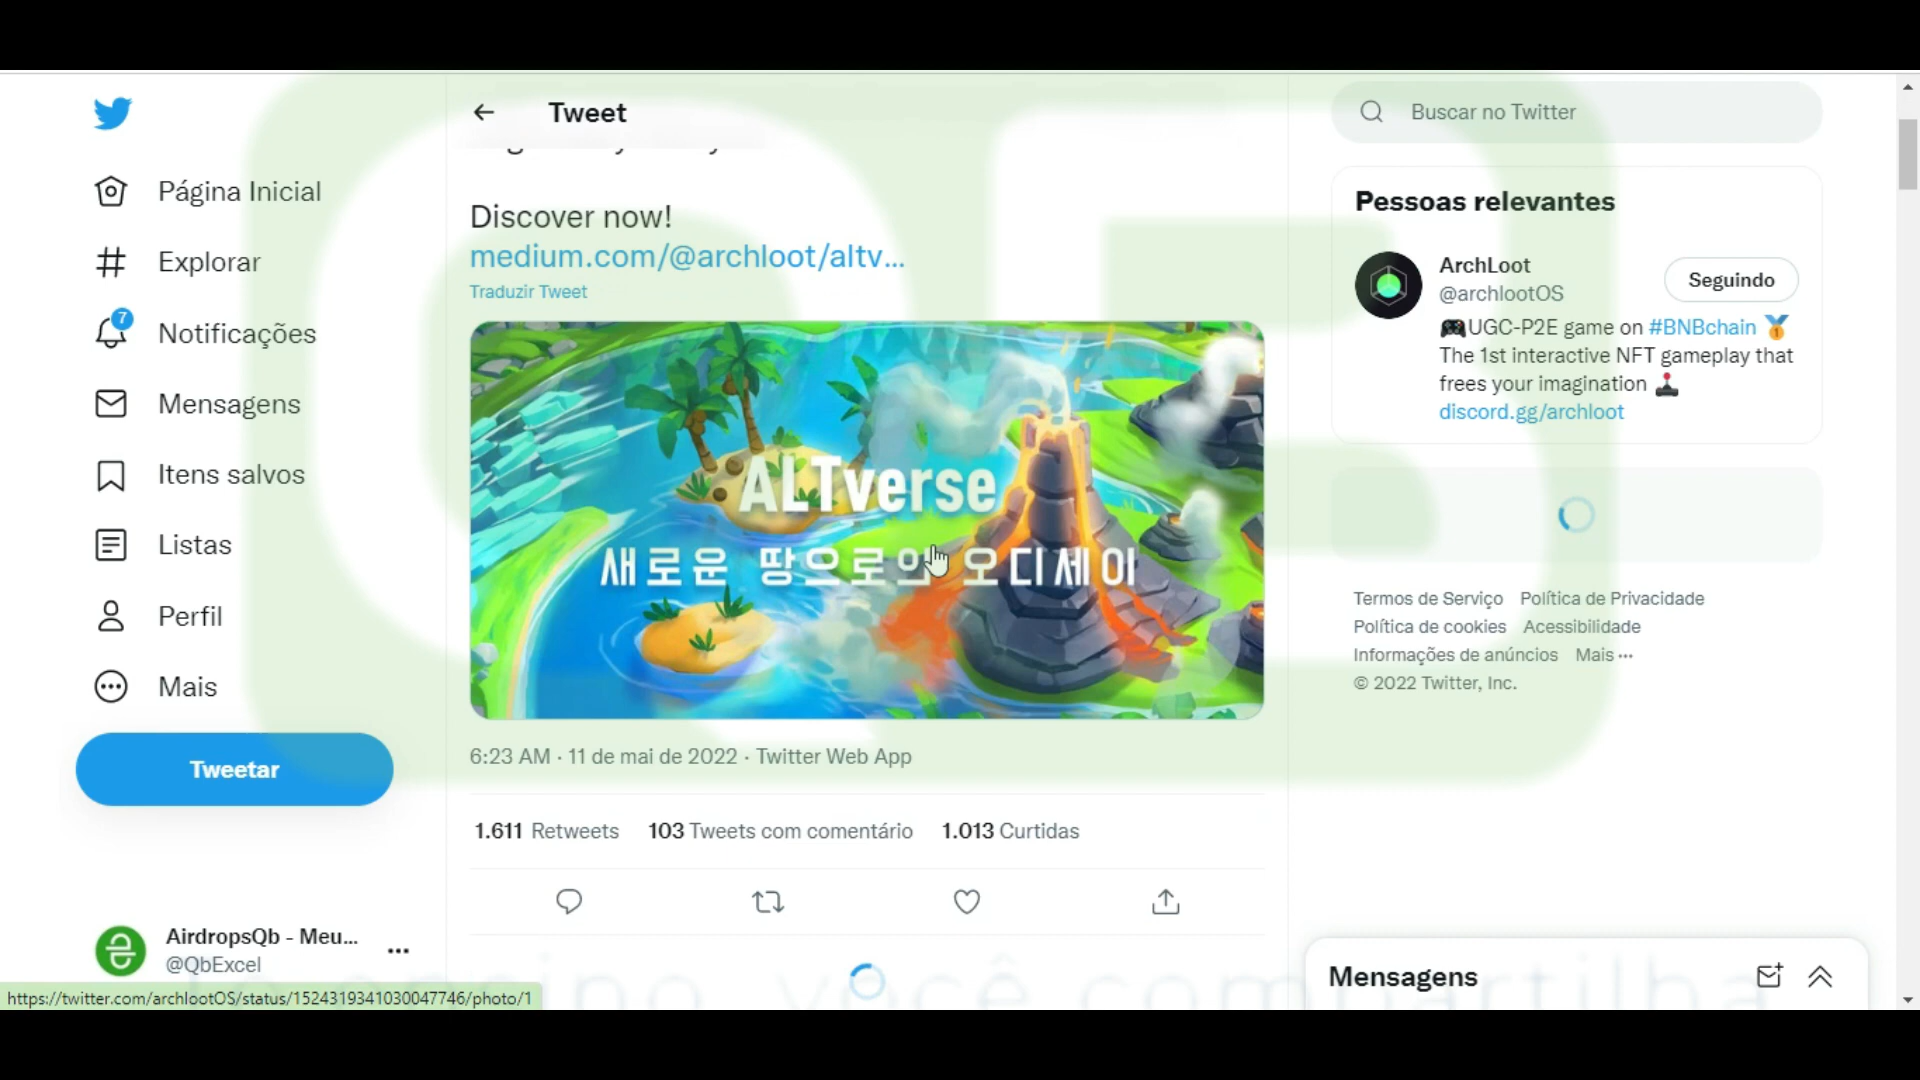 Tweet
Buscar no Twitter
Página Inicial
Explorar
7
Notificações
Mensagens
Itens salvos
Listas
Perfil
Mais
Tweetar
AirdropsQb - Meu...
@QbExcel
Discover now!
medium.com/@archloot/altv...
Traduzir Tweet
ALTverse
새로운 땅으로의 오디세이
6:23 AM · 11 de mai de 2022 · Twitter Web App
1.611 Retweets 103 Tweets com comentário 1.013 Curtidas
Pessoas relevantes
ArchLoot
@archlootOS
Seguindo
🎮UGC-P2E game on #BNBchain 🥇
The 1st interactive NFT gameplay that
frees your imagination 🕹️
discord.gg/archloot
Termos de Serviço Política de Privacidade
Política de cookies Acessibilidade
Informações de anúncios Mais ···
© 2022 Twitter, Inc.
Mensagens
você compartilha
https://twitter.com/archlootOS/status/1524319341030047746/photo/1